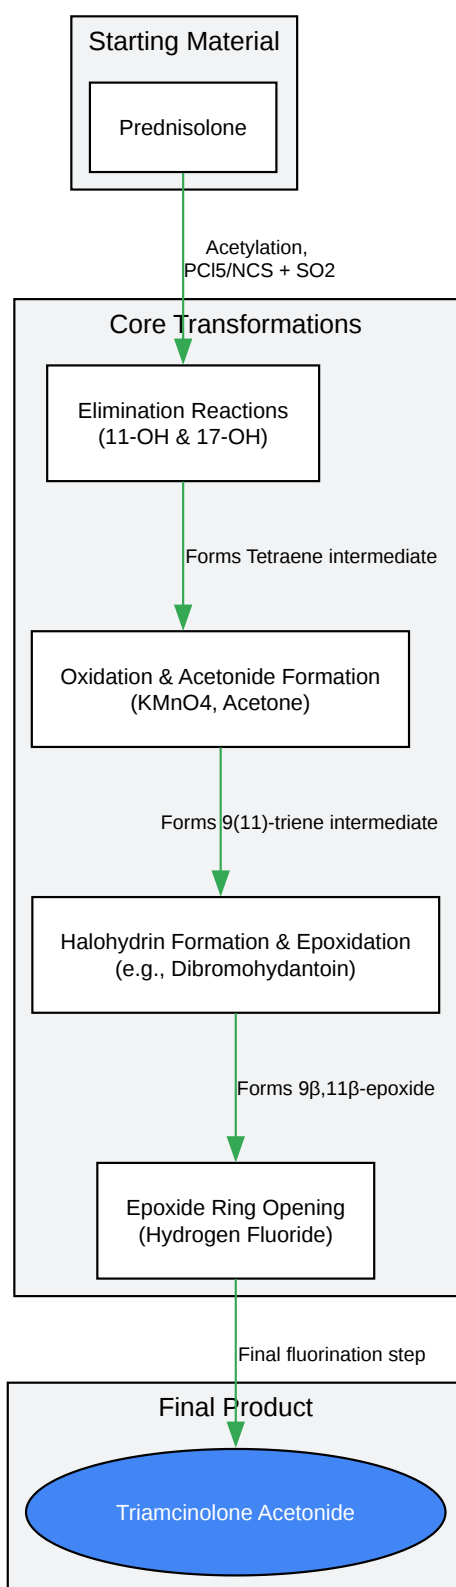 Starting Material
Prednisolone
Acetylation,
PCl5/NCS + SO2
Core Transformations
Elimination Reactions
(11-OH & 17-OH)
Forms Tetraene intermediate
Oxidation & Acetonide Formation
(KMnO4, Acetone)
Forms 9(11)-triene intermediate
Halohydrin Formation & Epoxidation
(e.g., Dibromohydantoin)
Forms 9β,11β-epoxide
Epoxide Ring Opening
(Hydrogen Fluoride)
Final fluorination step
Final Product
Triamcinolone Acetonide